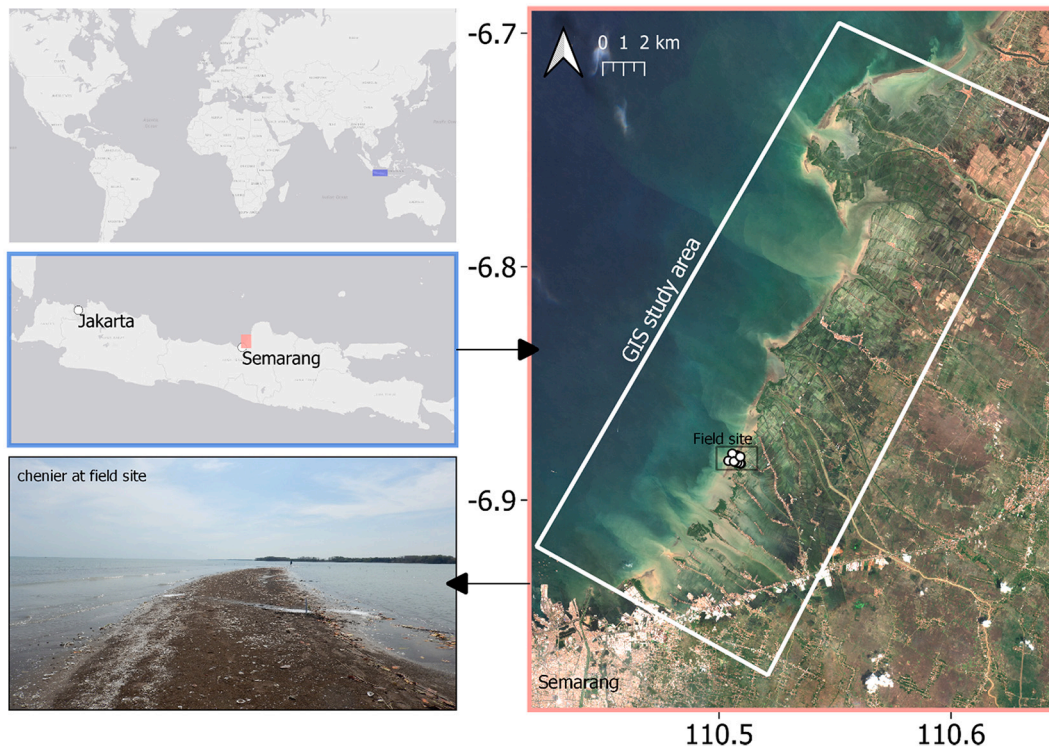 Jakarta
Semarang
chenier at field site
-6.7
-6.8
-6.9
0 1 2 km
GIS study area
Field site
Semarang
110.5
110.6